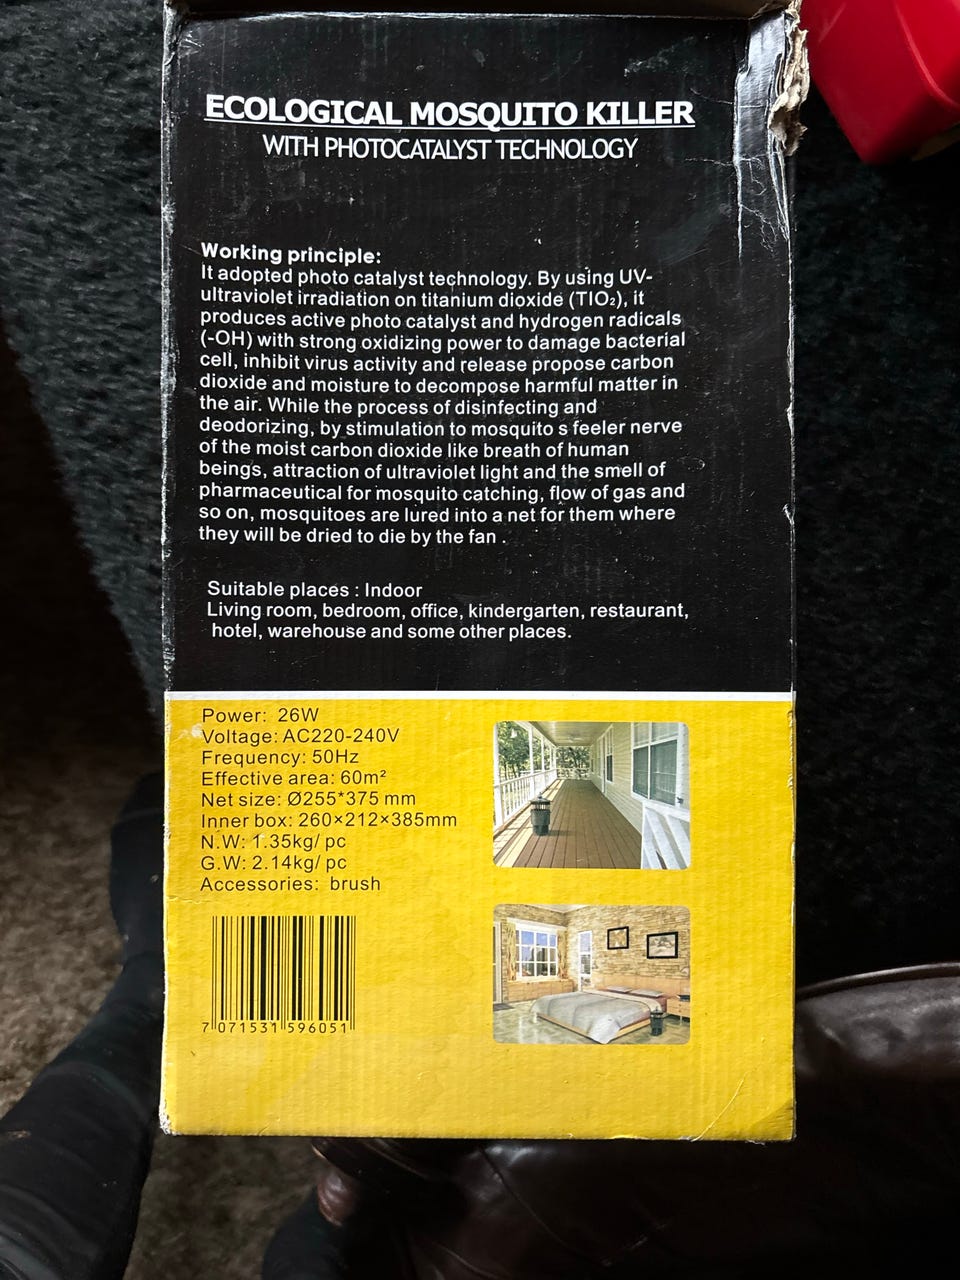 ECOLOGICAL MOSQUITO KILLER
WITH PHOTOCATALYST TECHNOLOGY
Working principle:
It adopted photo catalyst technology. By using UV-
ultraviolet irradiation on titanium dioxide (TIO₂), it
produces active photo catalyst and hydrogen radicals
(-OH) with strong oxidizing power to damage bacterial
cell, inhibit virus activity and release propose carbon
dioxide and moisture to decompose harmful matter in
the air. While the process of disinfecting and
deodorizing, by stimulation to mosquito s feeler nerve
of the moist carbon dioxide like breath of human
beings, attraction of ultraviolet light and the smell of
pharmaceutical for mosquito catching, flow of gas and
so on, mosquitoes are lured into a net for them where
they will be dried to die by the fan .
Suitable places : Indoor
Living room, bedroom, office, kindergarten, restaurant,
hotel, warehouse and some other places.
Power: 26W
Voltage: AC220-240V
Frequency: 50Hz
Effective area: 60m²
Net size: Ø255*375 mm
Inner box: 260×212×385mm
N.W: 1.35kg/ pc
G.W: 2.14kg/ pc
Accessories: brush
7 071531 596051